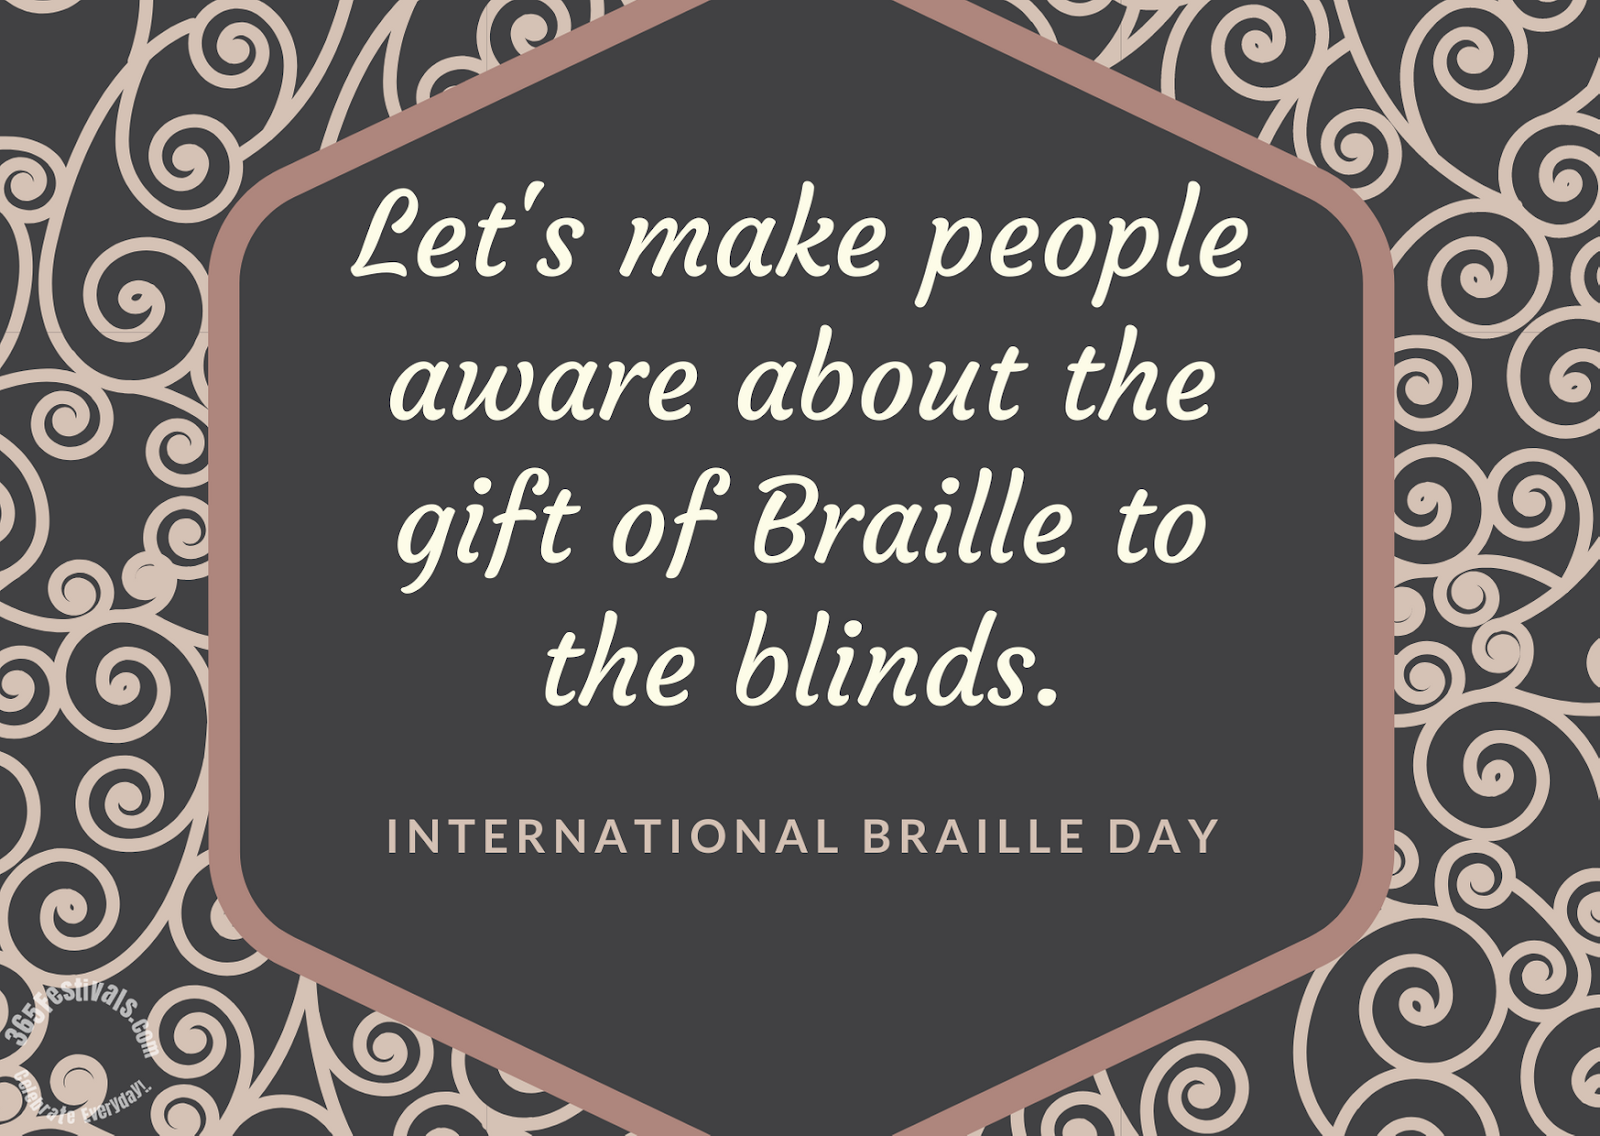 Let's make people
aware about the
gift of Braille to
the blinds.
INTERNATIONAL BRAILLE DAY
365Festivals.com
Celebrate Everyday!..